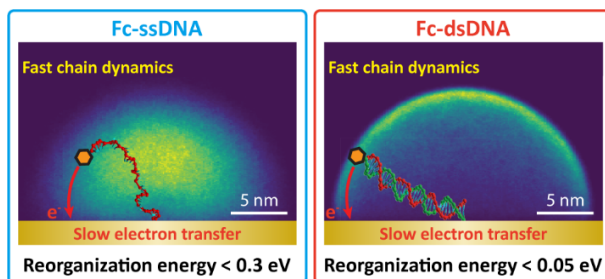 Fc-ssDNA
Fast chain dynamics
e-
5 nm
Slow electron transfer
Reorganization energy < 0.3 eV
Fc-dsDNA
Fast chain dynamics
e-
5 nm
Slow electron transfer
Reorganization energy < 0.05 eV